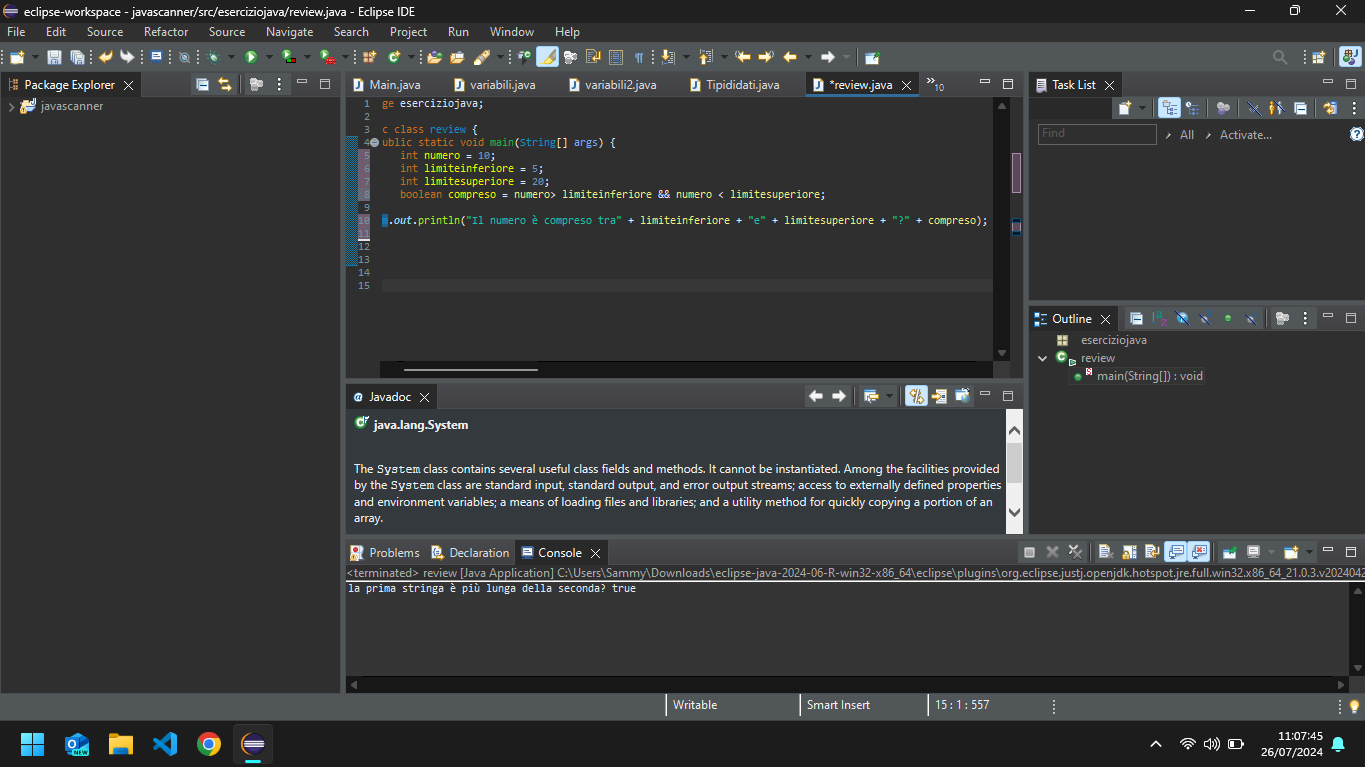 eclipse-workspace - javascanner/src/eserciziojava/review.java - Eclipse IDE
File Edit Source Refactor Source Navigate Search Project Run Window Help
Package Explorer
javascanner
Main.java variabili.java variabili2.java Tipididati.java *review.java »10
1 ge eserciziojava;
2
3 c class review {
4 ublic static void main(String[] args) {
5 int numero = 10;
6 int limiteinferiore = 5;
7 int limitesuperiore = 20;
8 boolean compreso = numero> limiteinferiore && numero < limitesuperiore;
9
10 .out.println("Il numero è compreso tra" + limiteinferiore + "e" + limitesuperiore + "?" + compreso);
11
12
13
14
15
Task List
Find All Activate...
Outline
eserciziojava
review
main(String[]) : void
Javadoc
java.lang.System
The System class contains several useful class fields and methods. It cannot be instantiated. Among the facilities provided
by the System class are standard input, standard output, and error output streams; access to externally defined properties
and environment variables; a means of loading files and libraries; and a utility method for quickly copying a portion of an
array.
Problems Declaration Console
<terminated> review [Java Application] C:\Users\Sammy\Downloads\eclipse-java-2024-06-R-win32-x86_64\eclipse\plugins\org.eclipse.justj.openjdk.hotspot.jre.full.win32.x86_64_21.0.3.v2024042
la prima stringa è più lunga della seconda? true
Writable Smart Insert 15 : 1 : 557
NEW
11:07:45
26/07/2024